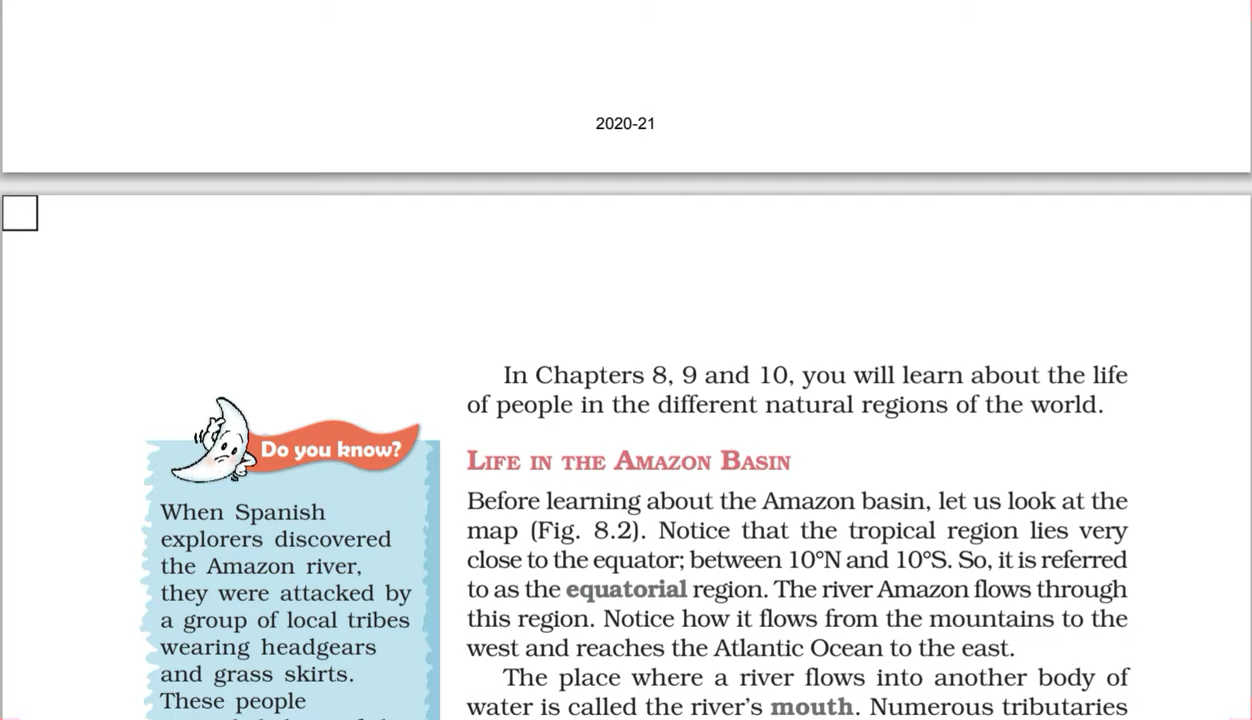 2020-21
In Chapters 8, 9 and 10, you will learn about the life
of people in the different natural regions of the world.
Do you know?
When Spanish
explorers discovered
the Amazon river,
they were attacked by
a group of local tribes
wearing headgears
and grass skirts.
These people
LIFE IN THE AMAZON BASIN
Before learning about the Amazon basin, let us look at the
map (Fig. 8.2). Notice that the tropical region lies very
close to the equator; between 10°N and 10°S. So, it is referred
to as the equatorial region. The river Amazon flows through
this region. Notice how it flows from the mountains to the
west and reaches the Atlantic Ocean to the east.
The place where a river flows into another body of
water is called the river's mouth. Numerous tributaries